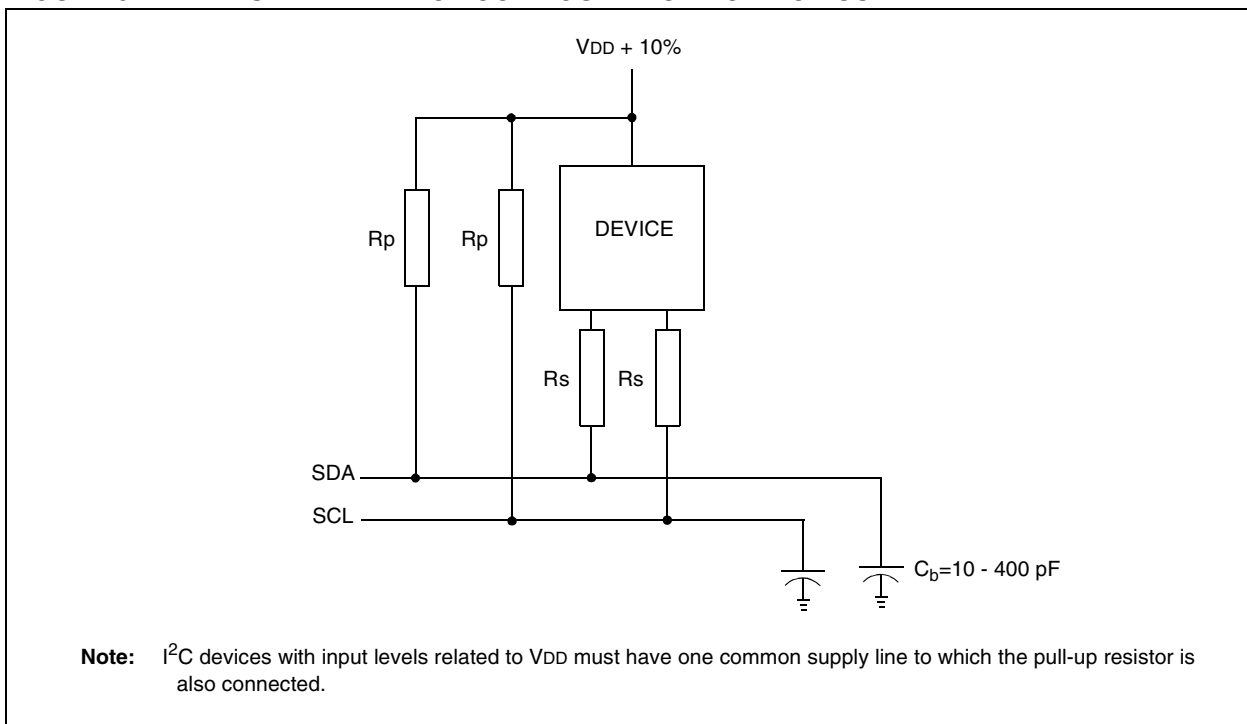 VDD + 10%
DEVICE
Rp
Rp
Rs
Rs
SDA
SCL
Cb=10 - 400 pF
Note: I²C devices with input levels related to VDD must have one common supply line to which the pull-up resistor is
also connected.